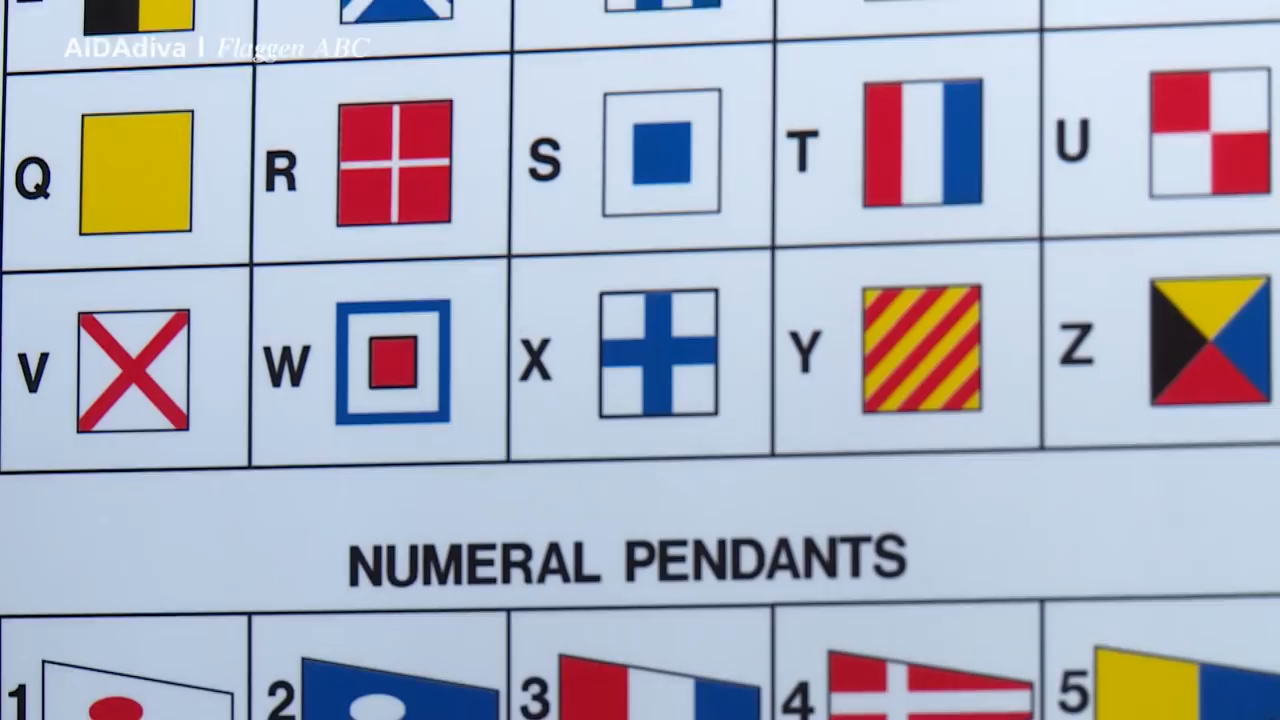 AIDAdiva | Flaggen ABC
Q R S T U
V W X Y Z
NUMERAL PENDANTS
1 2 3 4 5